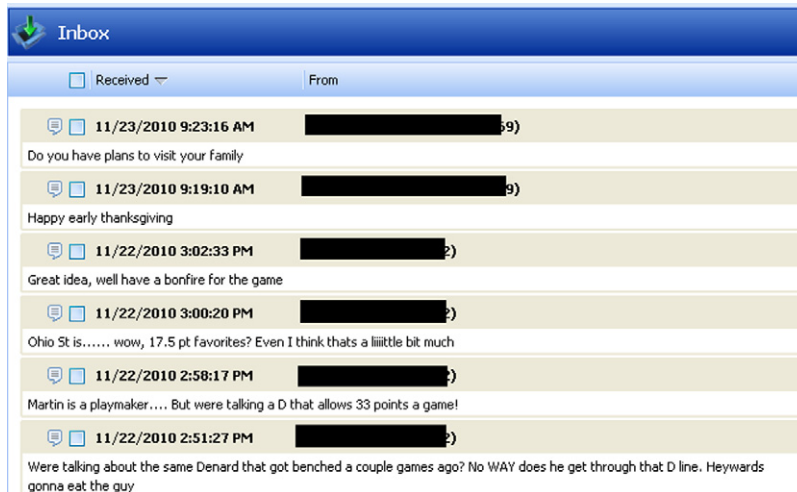 Inbox
Received From
11/23/2010 9:23:16 AM 9)
Do you have plans to visit your family
11/23/2010 9:19:10 AM 9)
Happy early thanksgiving
11/22/2010 3:02:33 PM 2)
Great idea, well have a bonfire for the game
11/22/2010 3:00:20 PM 2)
Ohio St is...... wow, 17.5 pt favorites? Even I think thats a liiiittle bit much
11/22/2010 2:58:17 PM )
Martin is a playmaker.... But were talking a D that allows 33 points a game!
11/22/2010 2:51:27 PM 2)
Were talking about the same Denard that got benched a couple games ago? No WAY does he get through that D line. Heywards
gonna eat the guy